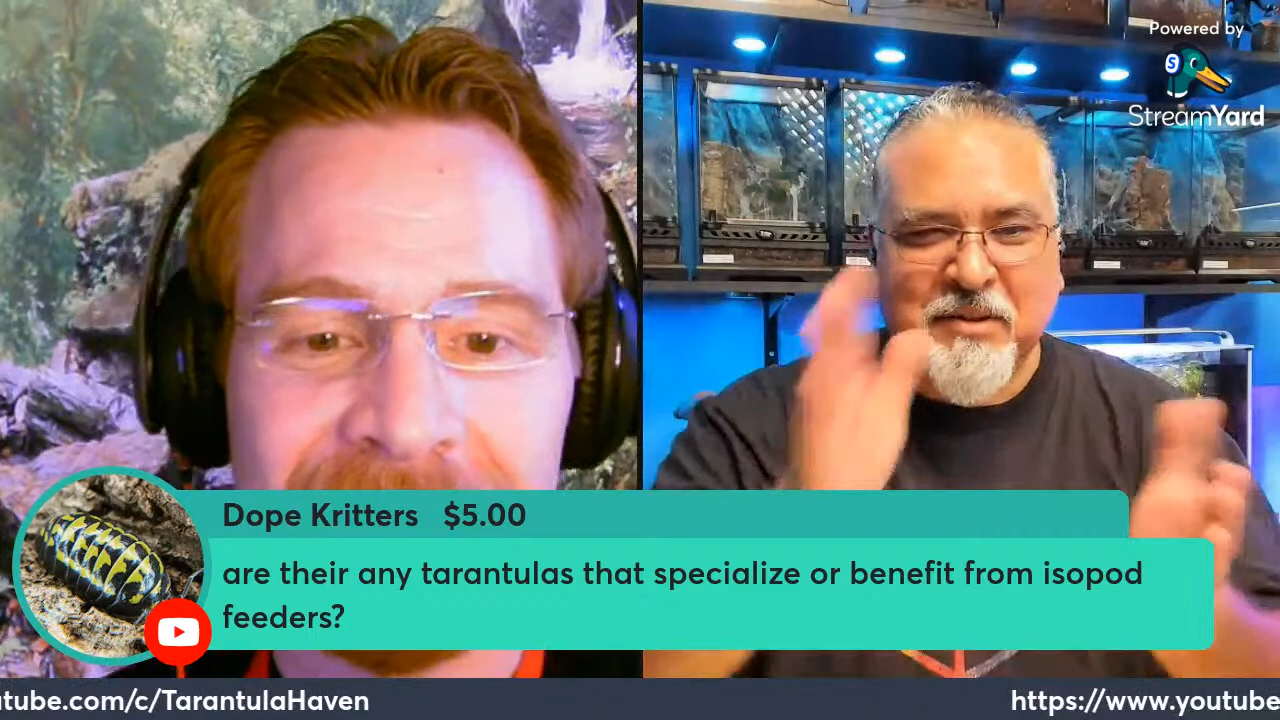 Powered by
StreamYard
Dope Kritters $5.00
are their any tarantulas that specialize or benefit from isopod
feeders?
utube.com/c/TarantulaHaven
https://www.youtube